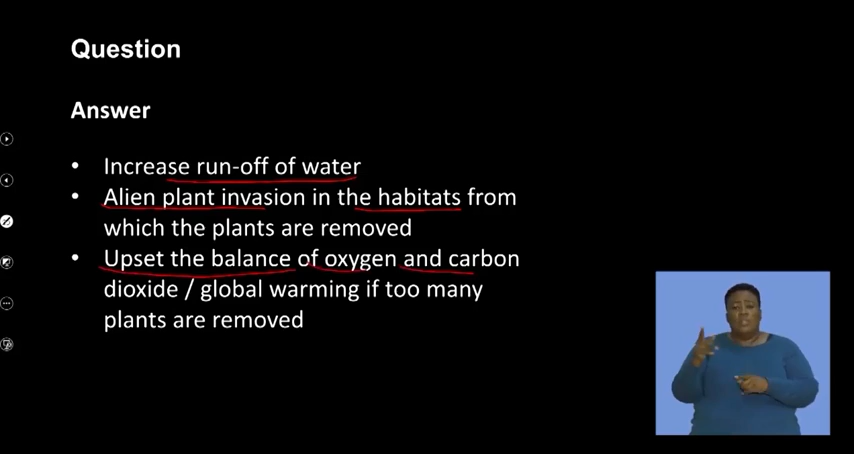 Question
Answer
• Increase run-off of water
• Alien plant invasion in the habitats from
which the plants are removed
• Upset the balance of oxygen and carbon
dioxide / global warming if too many
plants are removed